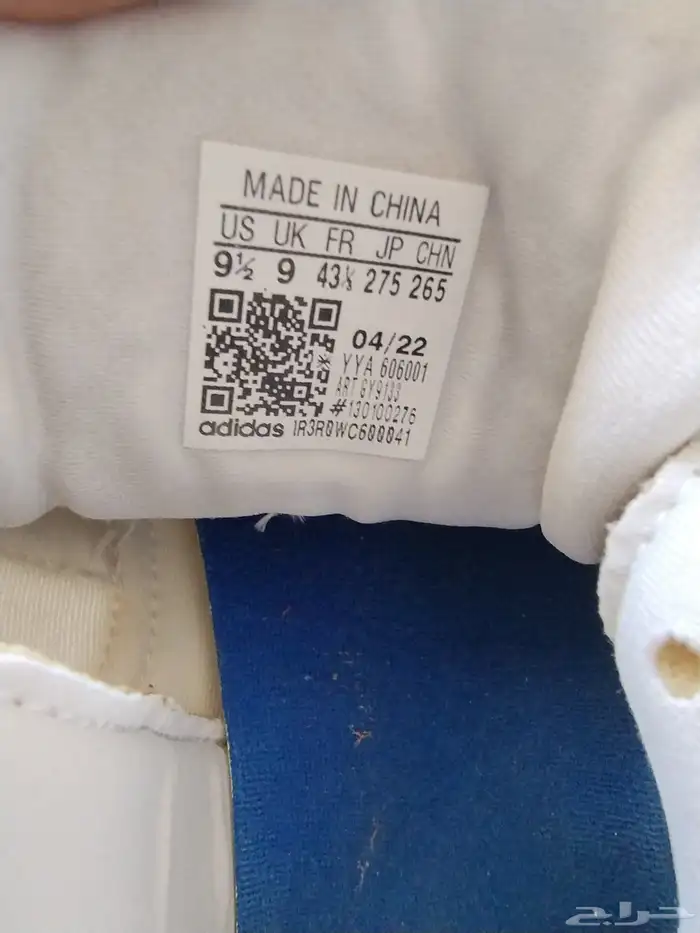 MADE IN CHINA
US UK FR JP CHN
9½ 9 43⅓ 275 265
04/22
YYA 606001
ART GY9133
#130100276
adidas 1R3R0WC600041
حراج